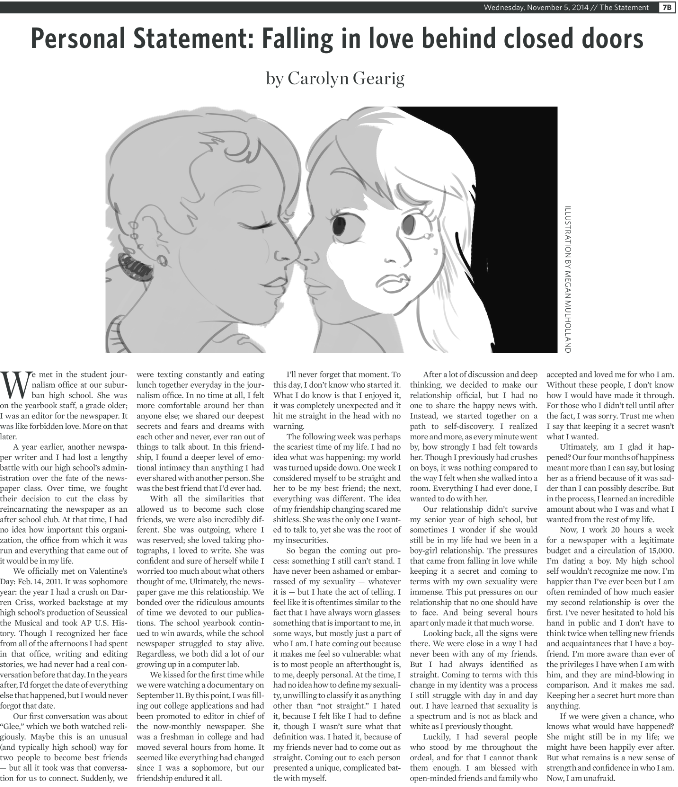 Wednesday, November 5, 2014 // The Statement 7B
Personal Statement: Falling in love behind closed doors
by Carolyn Gearig
ILLUSTRATION BY MEGAN MULHOLLAND
We met in the student jour-
nalism office at our subur-
ban high school. She was
on the yearbook staff, a grade older;
I was an editor for the newspaper. It
was like forbidden love. More on that
later.
A year earlier, another newspa-
per writer and I had lost a lengthy
battle with our high school's admin-
istration over the fate of the news-
paper class. Over time, we fought
their decision to cut the class by
reincarnating the newspaper as an
after school club. At that time, I had
no idea how important this organi-
zation, the office from which it was
run and everything that came out of
it would be in my life.
We officially met on Valentine's
Day: Feb. 14, 2011. It was sophomore
year: the year I had a crush on Dar-
ren Criss, worked backstage at my
high school's production of Seussical
the Musical and took AP U.S. His-
tory. Though I recognized her face
from all of the afternoons I had spent
in that office, writing and editing
stories, we had never had a real con-
versation before that day. In the years
after, I'd forget the date of everything
else that happened, but I would never
forget that date.
Our first conversation was about
“Glee,” which we both watched reli-
giously. Maybe this is an unusual
(and typically high school) way for
two people to become best friends
— but all it took was that conversa-
tion for us to connect. Suddenly, we
were texting constantly and eating
lunch together everyday in the jour-
nalism office. In no time at all, I felt
more comfortable around her than
anyone else; we shared our deepest
secrets and fears and dreams with
each other and never, ever ran out of
things to talk about. In this friend-
ship, I found a deeper level of emo-
tional intimacy than anything I had
ever shared with another person. She
was the best friend that I'd ever had.
With all the similarities that
allowed us to become such close
friends, we were also incredibly dif-
ferent. She was outgoing, where I
was reserved; she loved taking pho-
tographs, I loved to write. She was
confident and sure of herself while I
worried too much about what others
thought of me. Ultimately, the news-
paper gave me this relationship. We
bonded over the ridiculous amounts
of time we devoted to our publica-
tions. The school yearbook contin-
ued to win awards, while the school
newspaper struggled to stay alive.
Regardless, we both did a lot of our
growing up in a computer lab.
We kissed for the first time while
we were watching a documentary on
September 11. By this point, I was fill-
ing out college applications and had
been promoted to editor in chief of
the now-monthly newspaper. She
was a freshman in college and had
moved several hours from home. It
seemed like everything had changed
since I was a sophomore, but our
friendship endured it all.
I'll never forget that moment. To
this day, I don't know who started it.
What I do know is that I enjoyed it,
it was completely unexpected and it
hit me straight in the head with no
warning.
The following week was perhaps
the scariest time of my life. I had no
idea what was happening; my world
was turned upside down. One week I
considered myself to be straight and
her to be my best friend; the next,
everything was different. The idea
of my friendship changing scared me
shitless. She was the only one I want-
ed to talk to, yet she was the root of
my insecurities.
So began the coming out pro-
cess: something I still can't stand. I
have never been ashamed or embar-
rassed of my sexuality — whatever
it is — but I hate the act of telling. I
feel like it is oftentimes similar to the
fact that I have always worn glasses:
something that is important to me, in
some ways, but mostly just a part of
who I am. I hate coming out because
it makes me feel so vulnerable: what
is to most people an afterthought is,
to me, deeply personal. At the time, I
had no idea how to define my sexuali-
ty, unwilling to classify it as anything
other than “not straight.” I hated
it, because I felt like I had to define
it, though I wasn't sure what that
definition was. I hated it, because of
my friends never had to come out as
straight. Coming out to each person
presented a unique, complicated bat-
tle with myself.
After a lot of discussion and deep
thinking, we decided to make our
relationship official, but I had no
one to share the happy news with.
Instead, we started together on a
path to self-discovery. I realized
more and more, as every minute went
by, how strongly I had felt towards
her. Though I previously had crushes
on boys, it was nothing compared to
the way I felt when she walked into a
room. Everything I had ever done, I
wanted to do with her.
Our relationship didn't survive
my senior year of high school, but
sometimes I wonder if she would
still be in my life had we been in a
boy-girl relationship. The pressures
that came from falling in love while
keeping it a secret and coming to
terms with my own sexuality were
immense. This put pressures on our
relationship that no one should have
to face. And being several hours
apart only made it that much worse.
Looking back, all the signs were
there. We were close in a way I had
never been with any of my friends.
But I had always identified as
straight. Coming to terms with this
change in my identity was a process
I still struggle with day in and day
out. I have learned that sexuality is
a spectrum and is not as black and
white as I previously thought.
Luckily, I had several people
who stood by me throughout the
ordeal, and for that I cannot thank
them enough. I am blessed with
open-minded friends and family who
accepted and loved me for who I am.
Without these people, I don't know
how I would have made it through.
For those who I didn't tell until after
the fact, I was sorry. Trust me when
I say that keeping it a secret wasn't
what I wanted.
Ultimately, am I glad it hap-
pened? Our four months of happiness
meant more than I can say, but losing
her as a friend because of it was sad-
der than I can possibly describe. But
in the process, I learned an incredible
amount about who I was and what I
wanted from the rest of my life.
Now, I work 20 hours a week
for a newspaper with a legitimate
budget and a circulation of 15,000.
I'm dating a boy. My high school
self wouldn't recognize me now. I'm
happier than I've ever been but I am
often reminded of how much easier
my second relationship is over the
first. I've never hesitated to hold his
hand in public and I don't have to
think twice when telling new friends
and acquaintances that I have a boy-
friend. I'm more aware than ever of
the privileges I have when I am with
him, and they are mind-blowing in
comparison. And it makes me sad.
Keeping her a secret hurt more than
anything.
If we were given a chance, who
knows what would have happened?
She might still be in my life; we
might have been happily ever after.
But what remains is a new sense of
strength and confidence in who I am.
Now, I am unafraid.